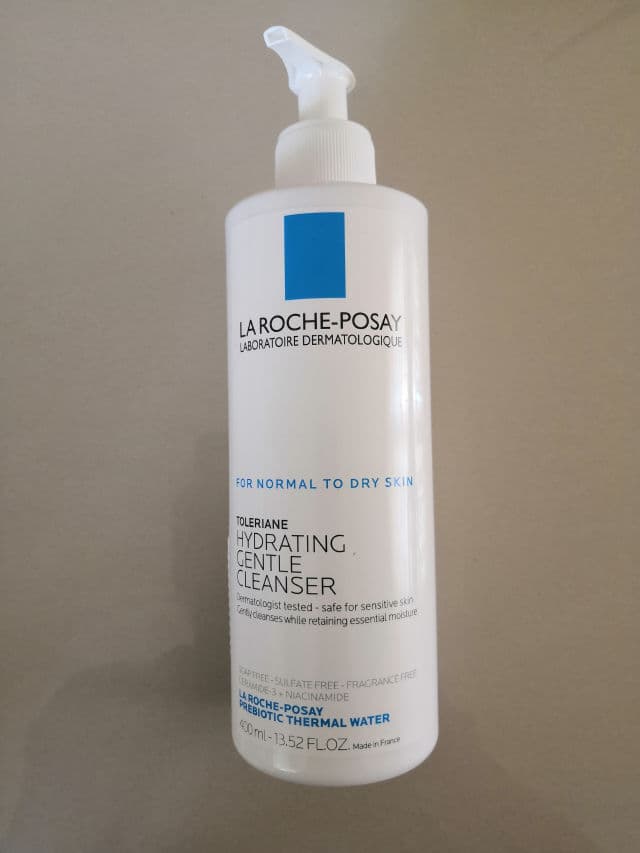 LA ROCHE-POSAY
LABORATOIRE DERMATOLOGIQUE
FOR NORMAL TO DRY SKIN
TOLERIANE
HYDRATING
GENTLE
CLEANSER
Dermatologist tested - safe for sensitive skin
Gently cleanses while retaining essential moisture
SOAP FREE - SULFATE FREE - FRAGRANCE FREE
CERAMIDE-3 + NIACINAMIDE
LA ROCHE-POSAY
PREBIOTIC THERMAL WATER
400 ml - 13.52 FL.OZ. Made in France